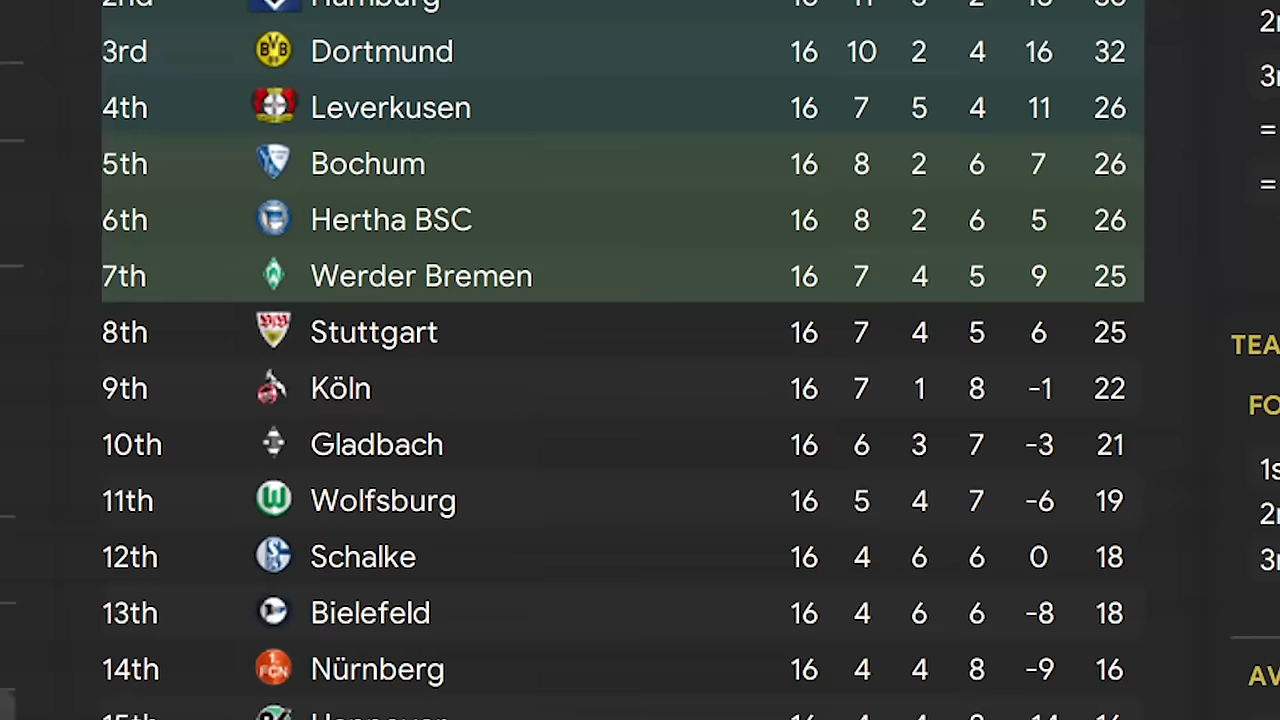 2nd Hamburg
3rd Dortmund 16 10 2 4 16 32
4th Leverkusen 16 7 5 4 11 26
5th Bochum 16 8 2 6 7 26
6th Hertha BSC 16 8 2 6 5 26
7th Werder Bremen 16 7 4 5 9 25
8th Stuttgart 16 7 4 5 6 25
9th Köln 16 7 1 8 -1 22
10th Gladbach 16 6 3 7 -3 21
11th Wolfsburg 16 5 4 7 -6 19
12th Schalke 16 4 6 6 0 18
13th Bielefeld 16 4 6 6 -8 18
14th Nürnberg 16 4 4 8 -9 16
15th Hannover
=
=
TEA
FO
1s
AV